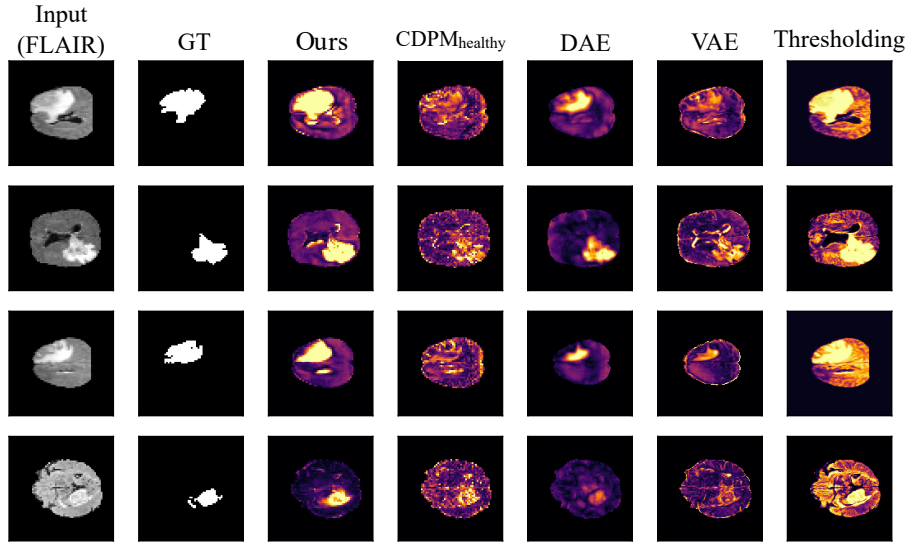 Input
(FLAIR)
GT
Ours
CDPMhealthy
DAE
VAE
Thresholding